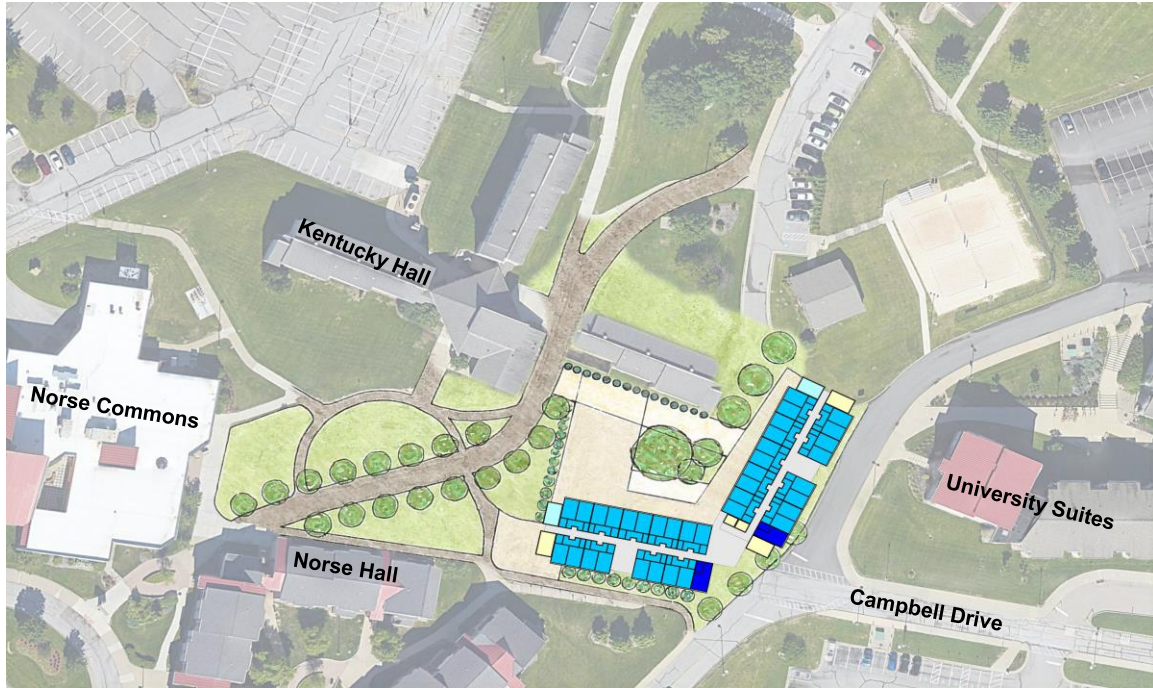 Kentucky Hall
Norse Commons
University Suites
Norse Hall
Campbell Drive